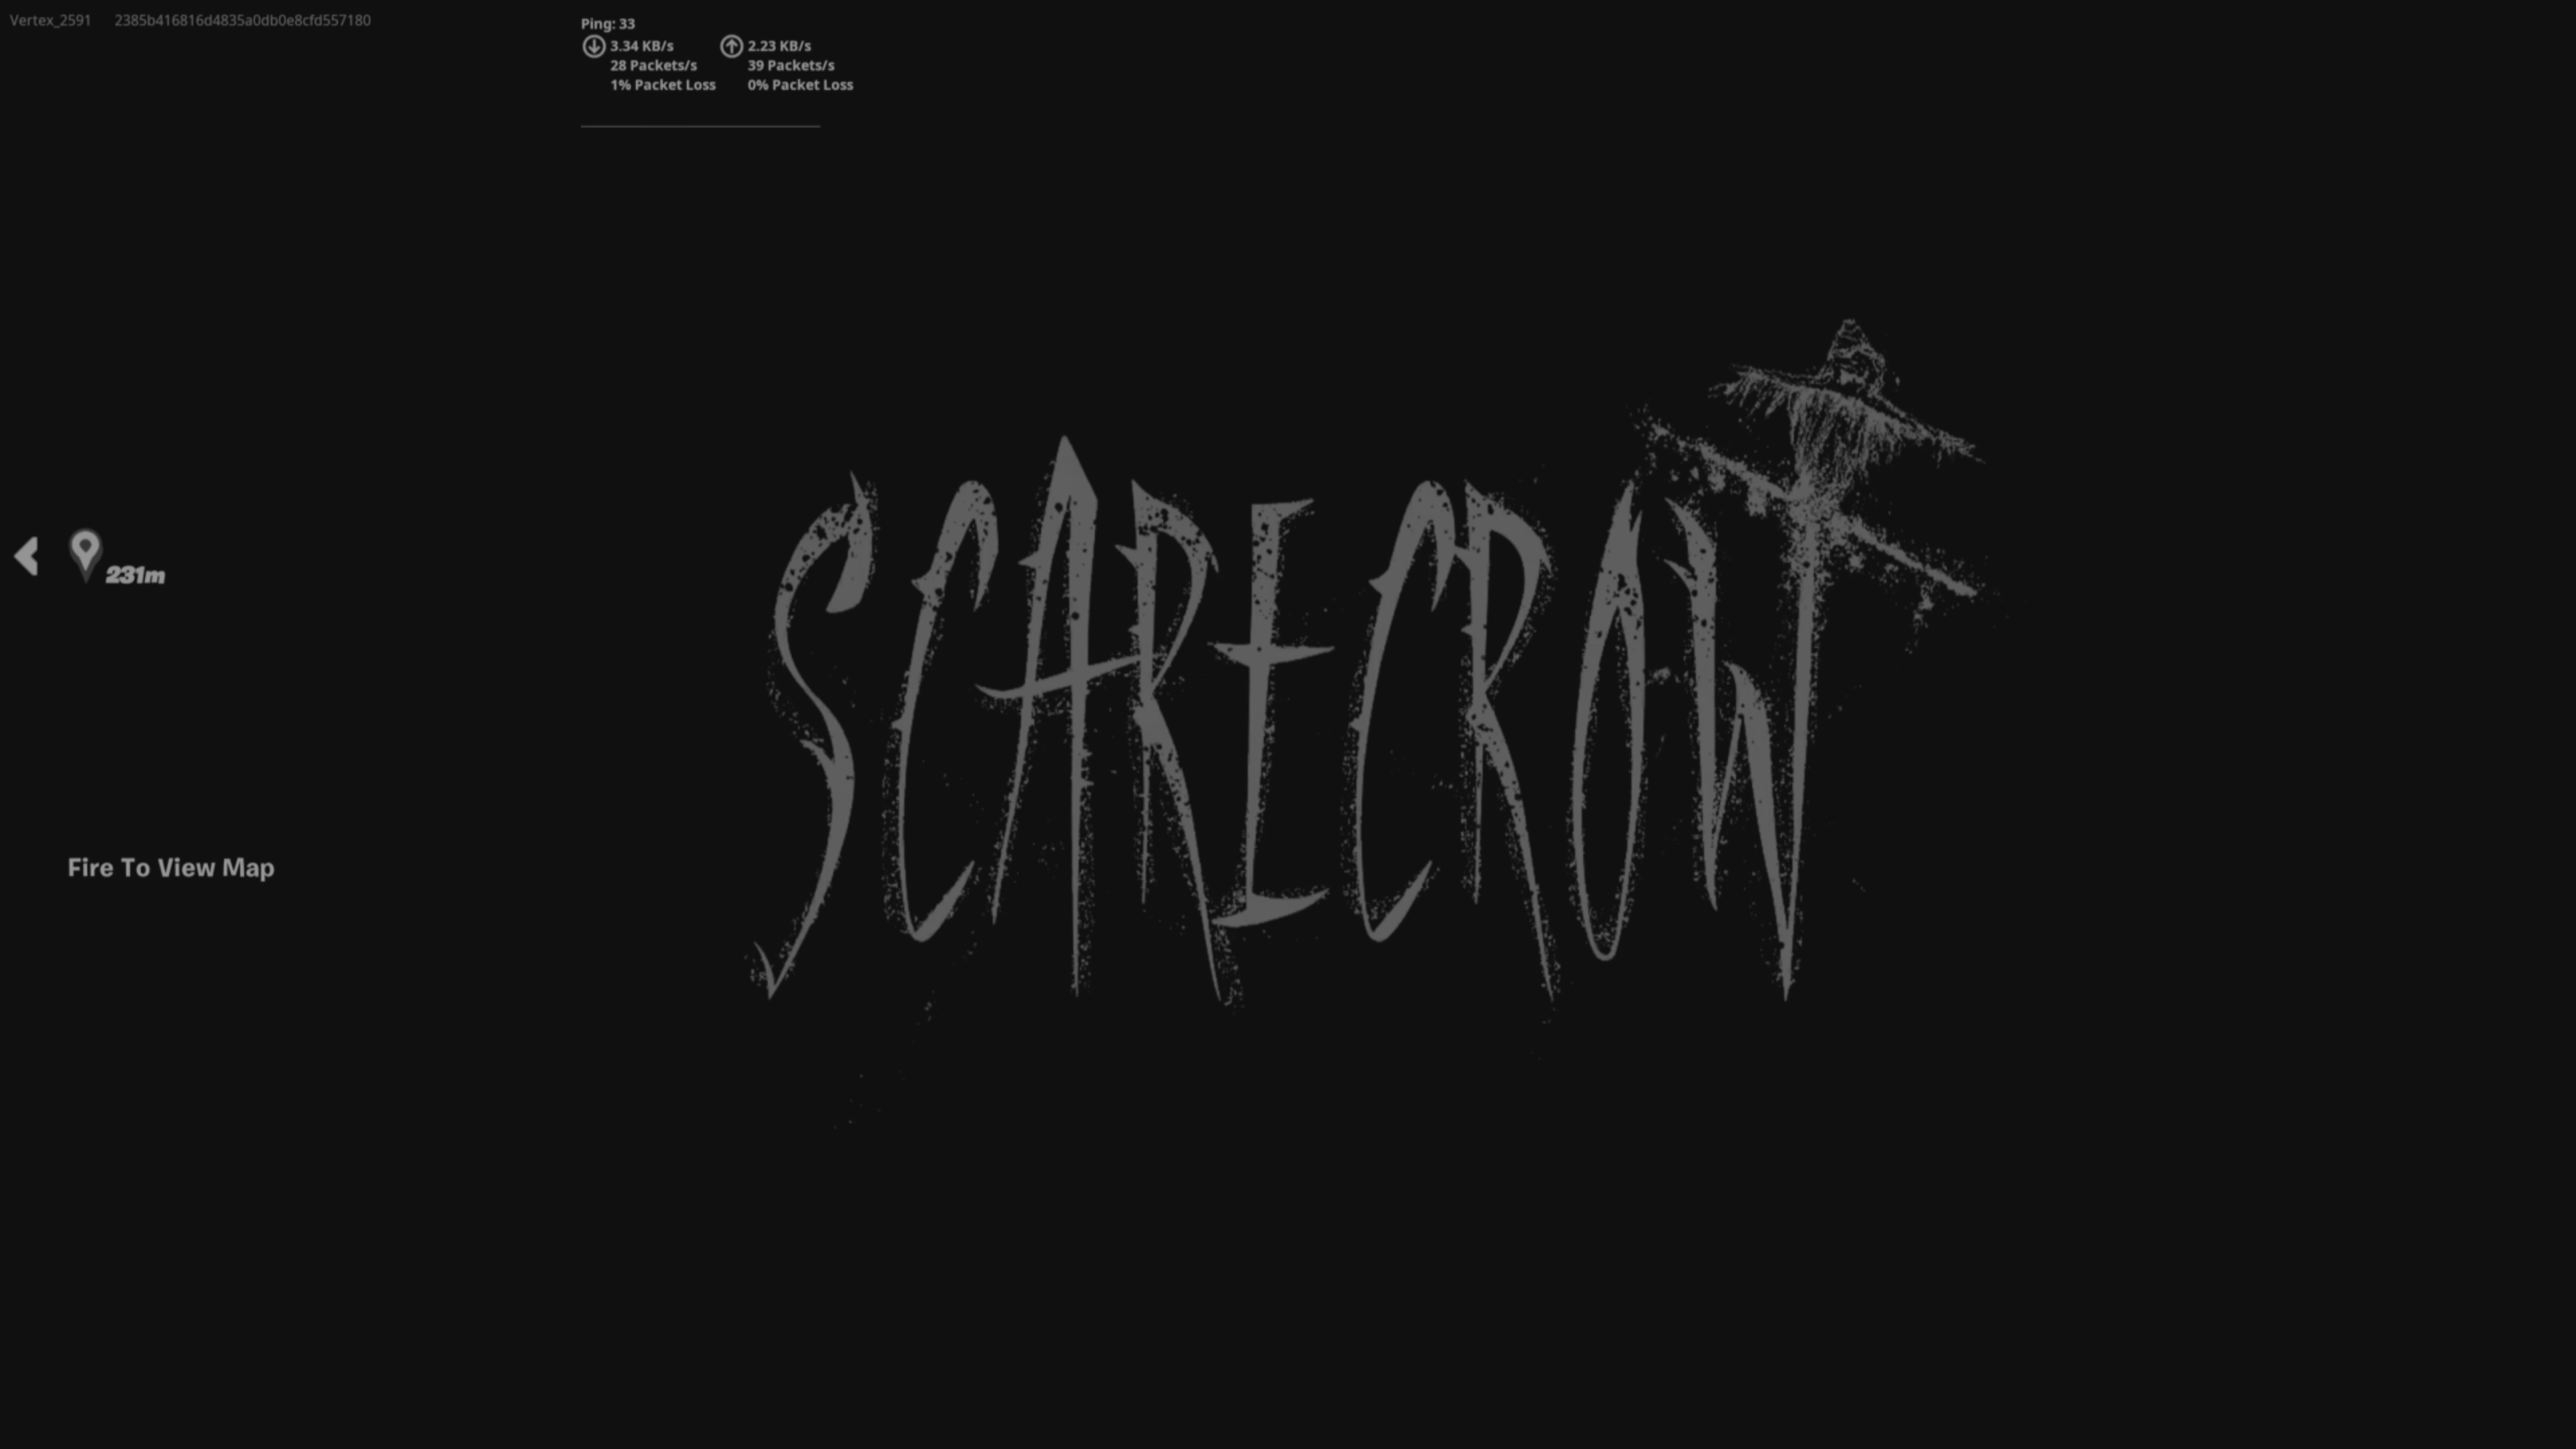 Vertex_2591 2385b416816d4835a0db0e8cfd557180
Ping: 33
3.34 KB/s 2.23 KB/s
28 Packets/s 39 Packets/s
1% Packet Loss 0% Packet Loss
SCARECROW
231m
Fire To View Map